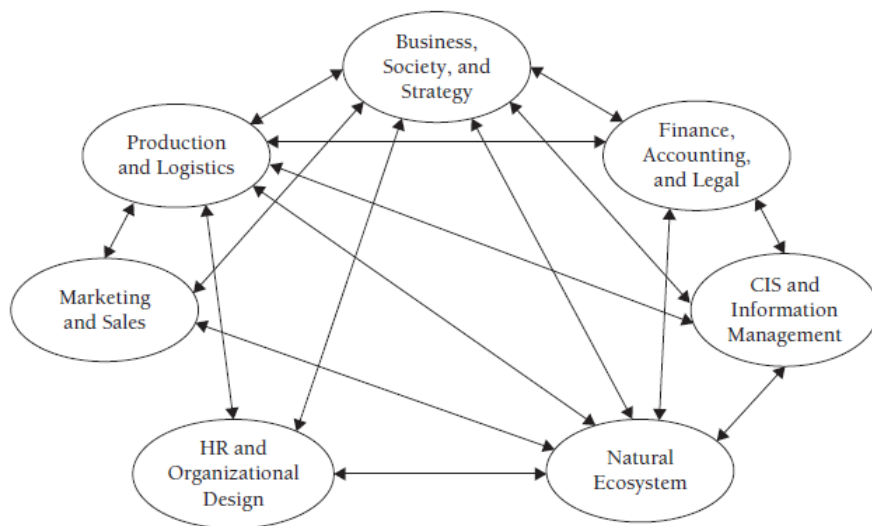 Business,
Society, and
Strategy
Production
and Logistics
Finance,
Accounting,
and Legal
Marketing
and Sales
CIS and
Information
Management
HR and
Organizational
Design
Natural
Ecosystem